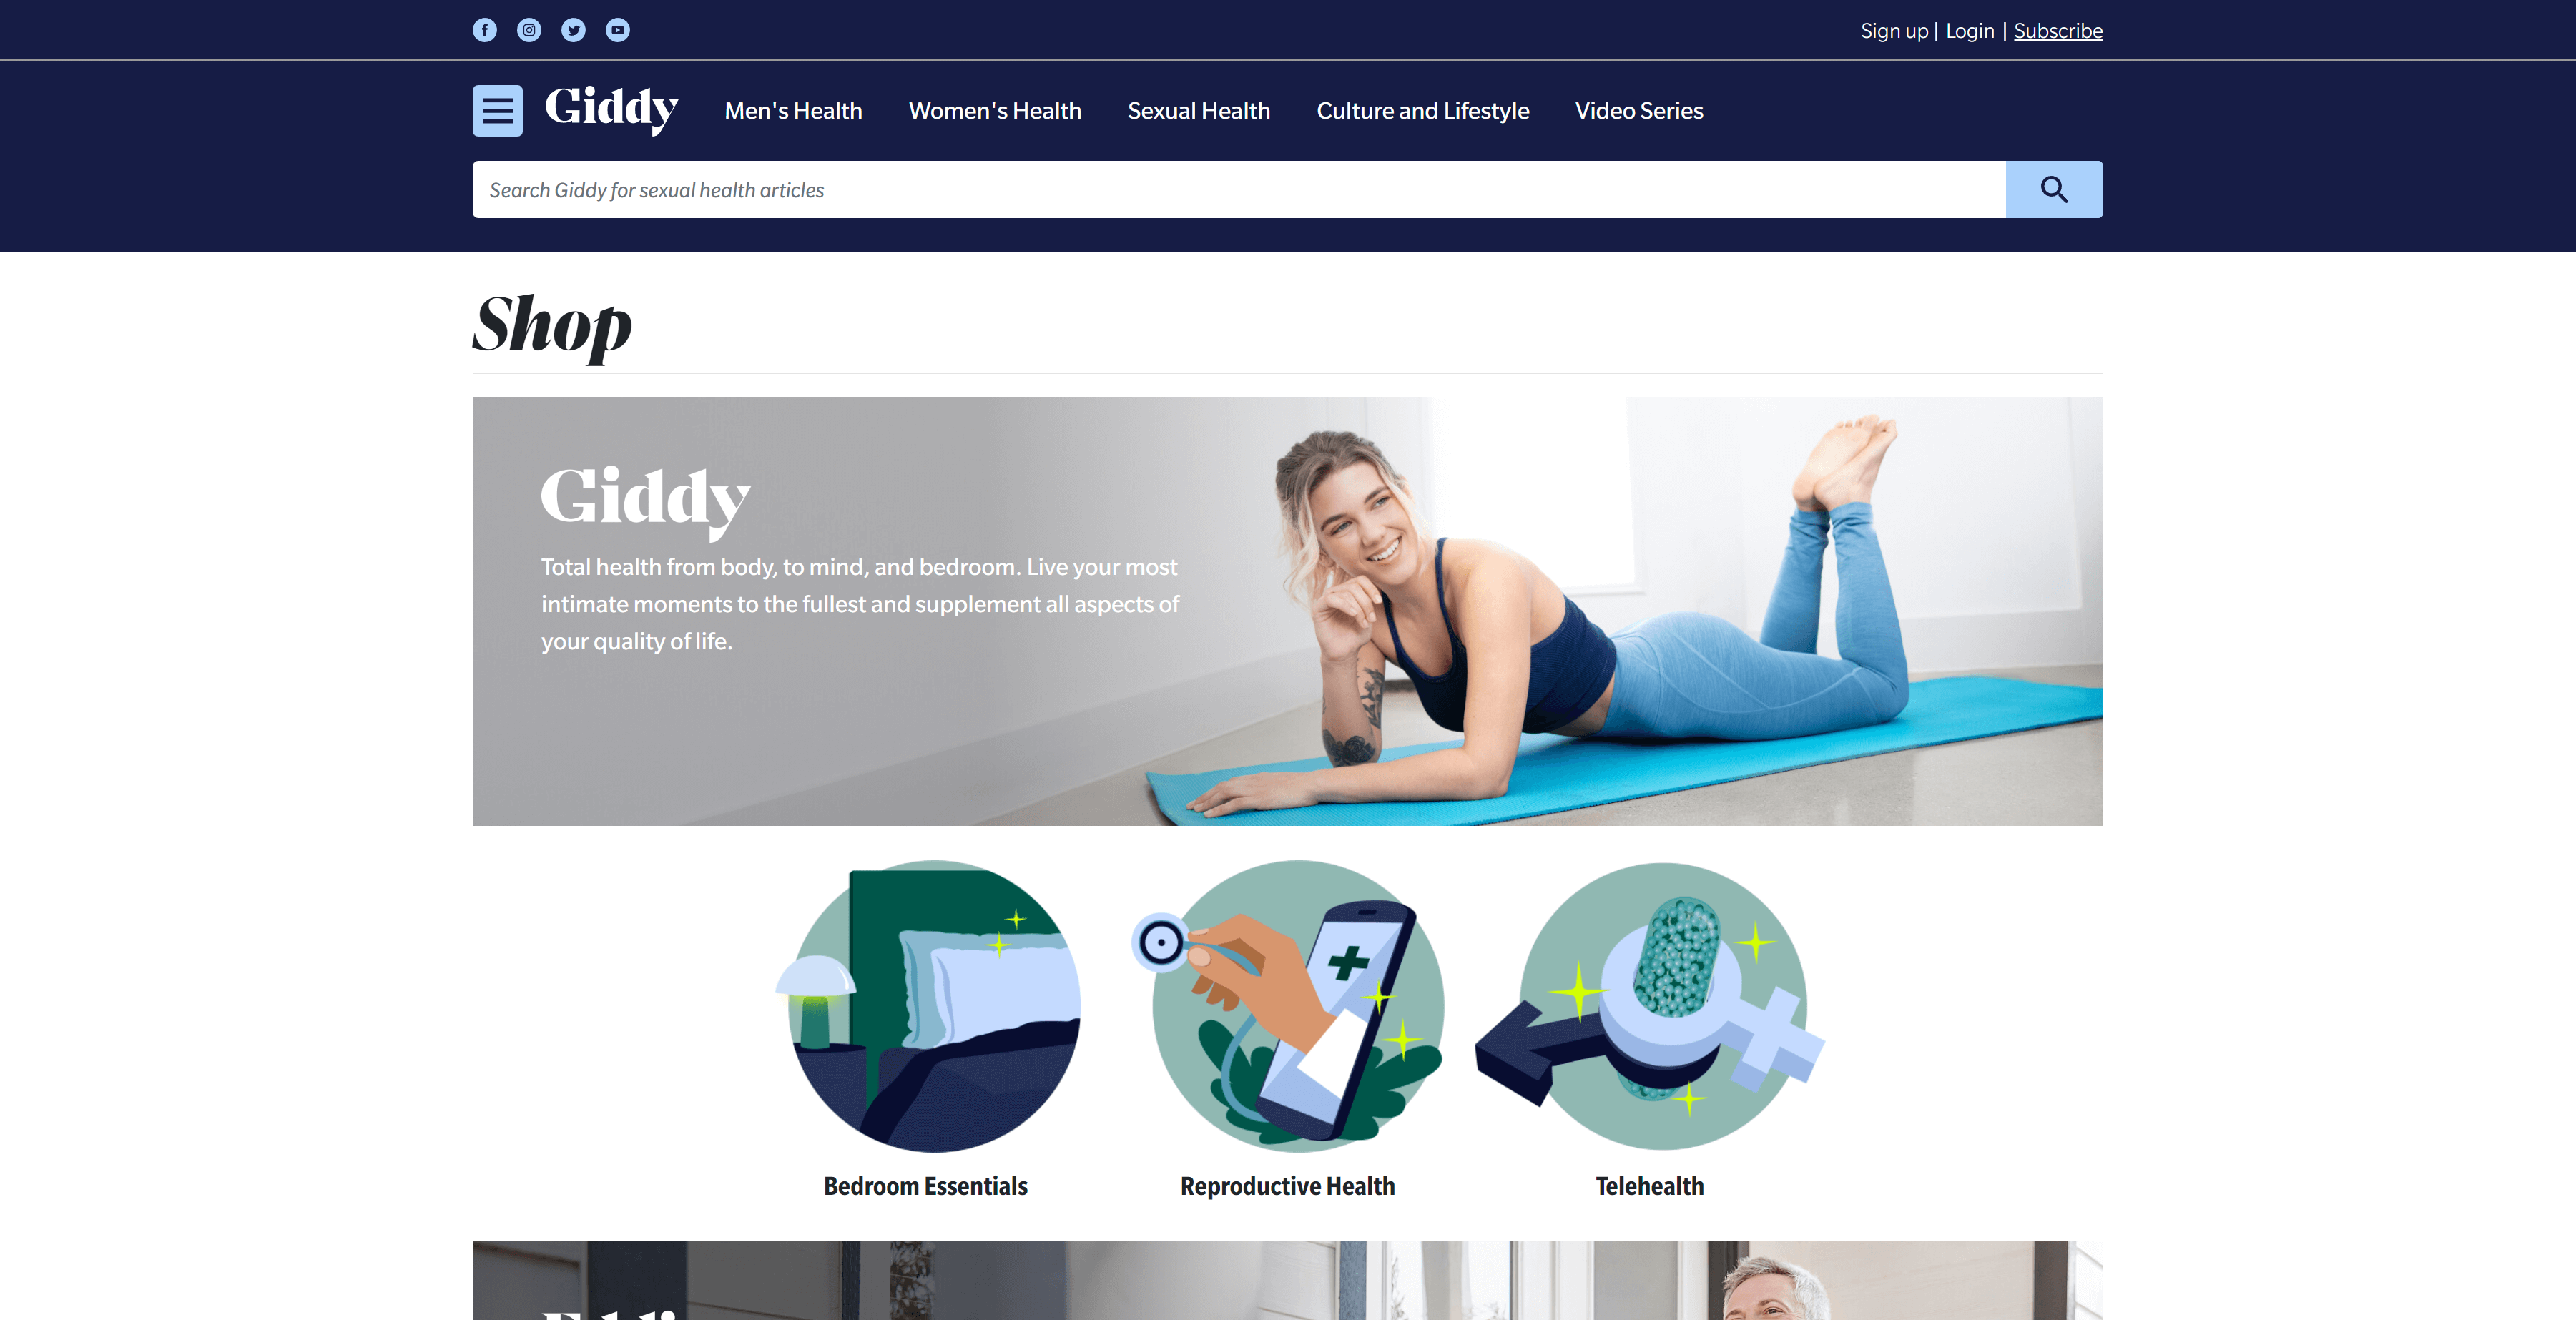 Sign up | Login | Subscribe
Giddy
Men's Health
Women's Health
Sexual Health
Culture and Lifestyle
Video Series
Search Giddy for sexual health articles
Shop
Giddy
Total health from body, to mind, and bedroom. Live your most
intimate moments to the fullest and supplement all aspects of
your quality of life.
Bedroom Essentials
Reproductive Health
Telehealth